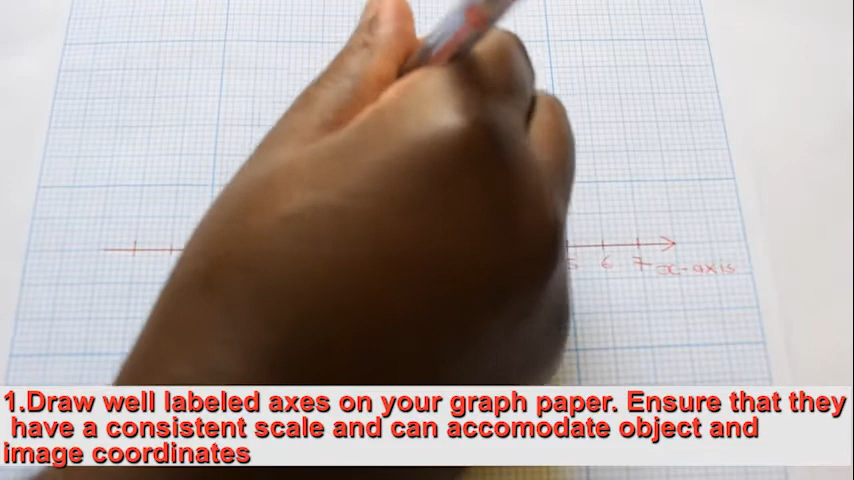 5 6 7 x-axis
1.Draw well labeled axes on your graph paper. Ensure that they
have a consistent scale and can accomodate object and
image coordinates